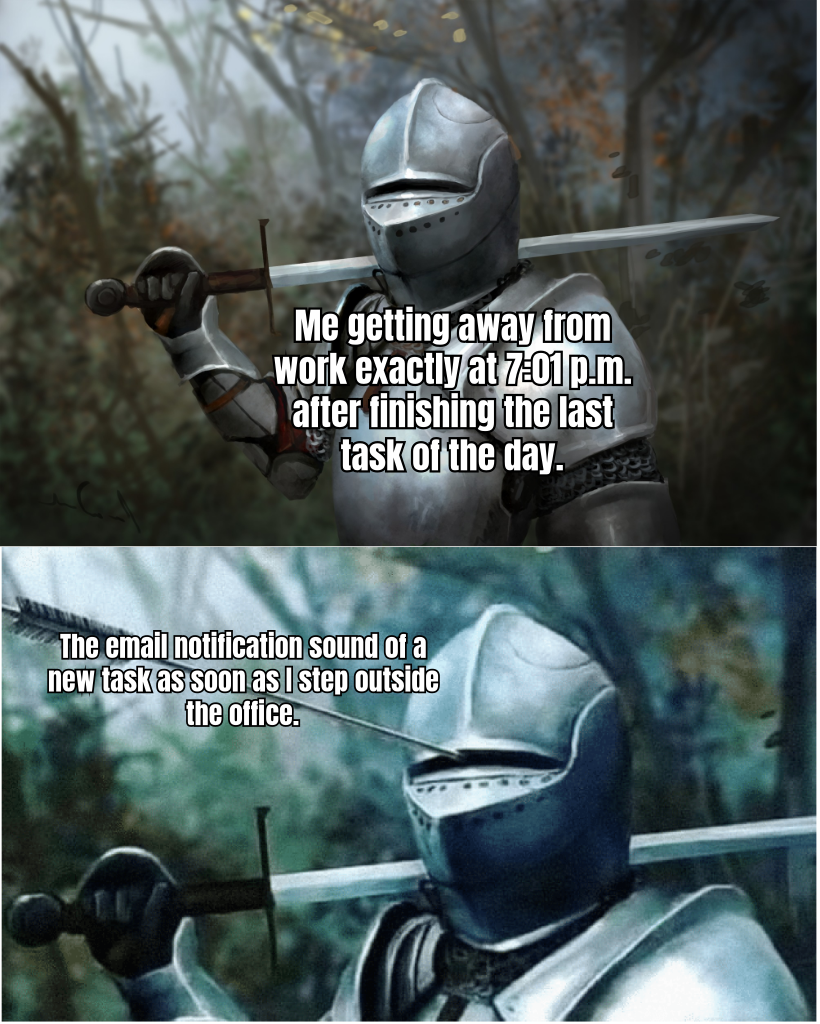 Me getting away from
work exactly at 7:01 p.m.
after finishing the last
task of the day.
The email notification sound of a
new task as soon as I step outside
the office.